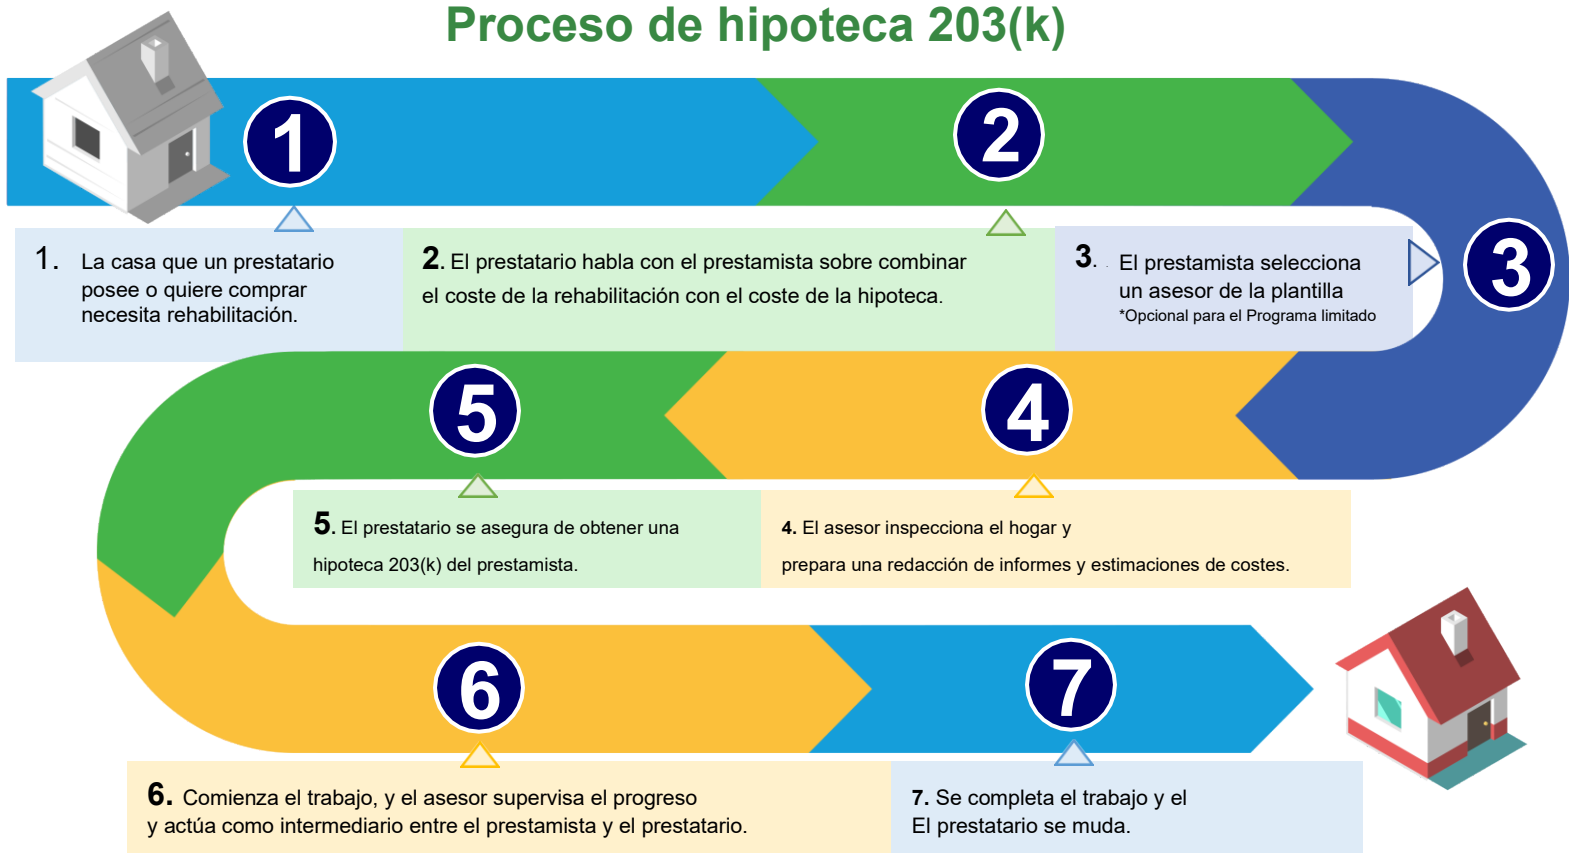 Proceso de hipoteca 203(k)
1
2
3
1. La casa que un prestatario
posee o quiere comprar
necesita rehabilitación.
2. El prestatario habla con el prestamista sobre combinar
el coste de la rehabilitación con el coste de la hipoteca.
3. . El prestamista selecciona
un asesor de la plantilla
*Opcional para el Programa limitado
5
4
5. El prestatario se asegura de obtener una
hipoteca 203(k) del prestamista.
4. El asesor inspecciona el hogar y
prepara una redacción de informes y estimaciones de costes.
6
7
6. Comienza el trabajo, y el asesor supervisa el progreso
y actúa como intermediario entre el prestamista y el prestatario.
7. Se completa el trabajo y el
El prestatario se muda.